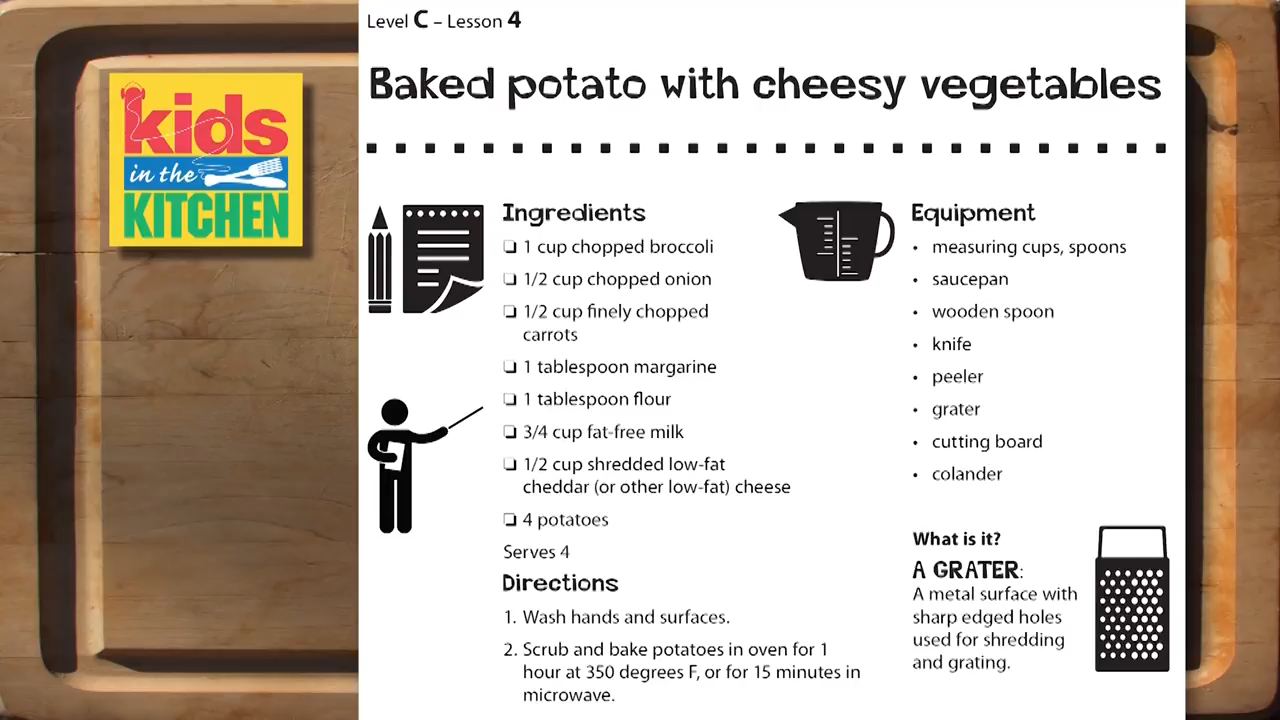 Level C – Lesson 4
Baked potato with cheesy vegetables
kids
in the
KITCHEN
Ingredients
❏ 1 cup chopped broccoli
❏ 1/2 cup chopped onion
❏ 1/2 cup finely chopped
carrots
❏ 1 tablespoon margarine
❏ 1 tablespoon flour
❏ 3/4 cup fat-free milk
❏ 1/2 cup shredded low-fat
cheddar (or other low-fat) cheese
❏ 4 potatoes
Serves 4
Directions
1. Wash hands and surfaces.
2. Scrub and bake potatoes in oven for 1
hour at 350 degrees F, or for 15 minutes in
microwave.
Equipment
• measuring cups, spoons
• saucepan
• wooden spoon
• knife
• peeler
• grater
• cutting board
• colander
What is it?
A GRATER:
A metal surface with
sharp edged holes
used for shredding
and grating.